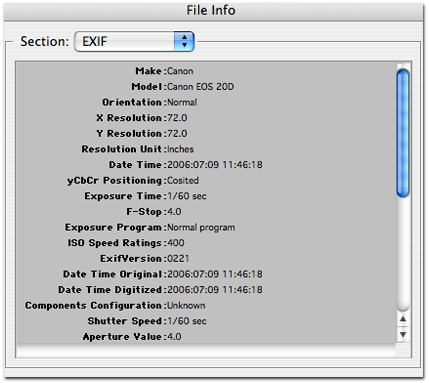 File Info
Section: EXIF
Make:Canon
Model:Canon EOS 20D
Orientation:Normal
X Resolution:72.0
Y Resolution:72.0
Resolution Unit:Inches
Date Time:2006:07:09 11:46:18
yCbCr Positioning:Cosited
Exposure Time:1/60 sec
F-Stop:4.0
Exposure Program:Normal program
ISO Speed Ratings:400
ExifVersion:0221
Date Time Original:2006:07:09 11:46:18
Date Time Digitized:2006:07:09 11:46:18
Components Configuration:Unknown
Shutter Speed:1/60 sec
Aperture Value:4.0